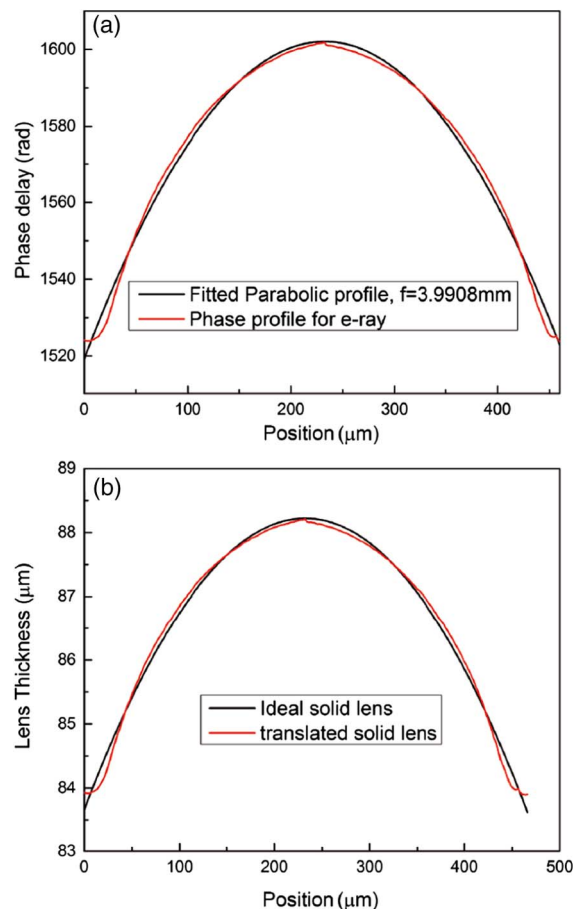 (a)
1600
1580
1560
1540
1520
Phase delay (rad)
Fitted Parabolic profile, f=3.9908mm
Phase profile for e-ray
0 100 200 300 400
Position (μm)
(b)
89
88
87
86
85
84
83
Lens Thickness (μm)
Ideal solid lens
translated solid lens
0 100 200 300 400 500
Position (μm)